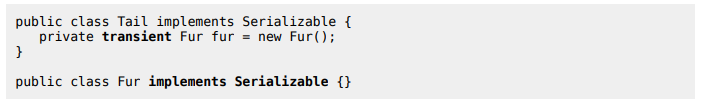 public class Tail implements Serializable {
   private transient Fur fur = new Fur();
}

public class Fur implements Serializable {}